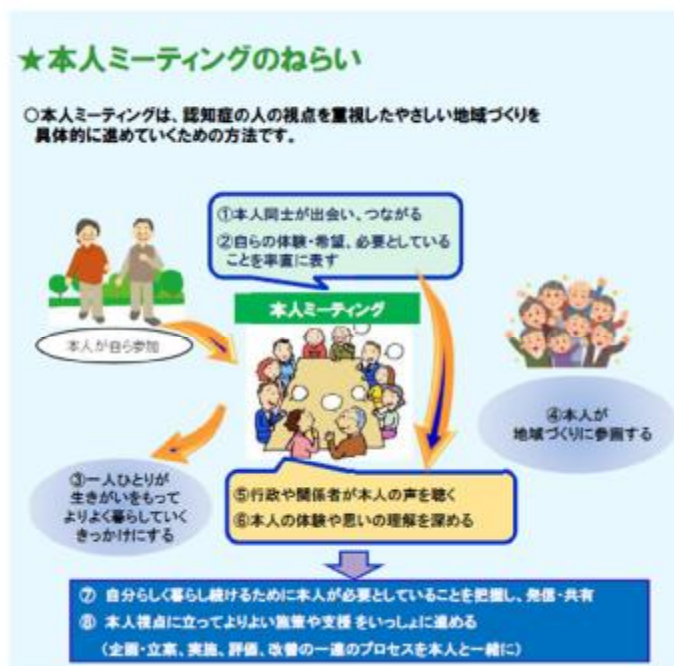 ★本人ミーティングのねらい
○本人ミーティングは、認知症の人の視点を重視したやさしい地域づくりを
具体的に進めていくための方法です。
①本人同士が出会い、つながる
②自らの体験・希望、必要としている
ことを率直に表す
本人ミーティング
本人が自ら参加
④本人が
地域づくりに参画する
③一人ひとりが
生きがいをもって
よりよく暮らしていく
きっかけにする
⑤行政や関係者が本人の声を聴く
⑥本人の体験や思いの理解を深める
⑦ 自分らしく暮らし続けるために本人が必要としていることを把握し、発信・共有
⑧ 本人視点に立ってよりよい施策や支援をいっしょに進める
（企画・立案、実施、評価、改善の一連のプロセスを本人と一緒に）